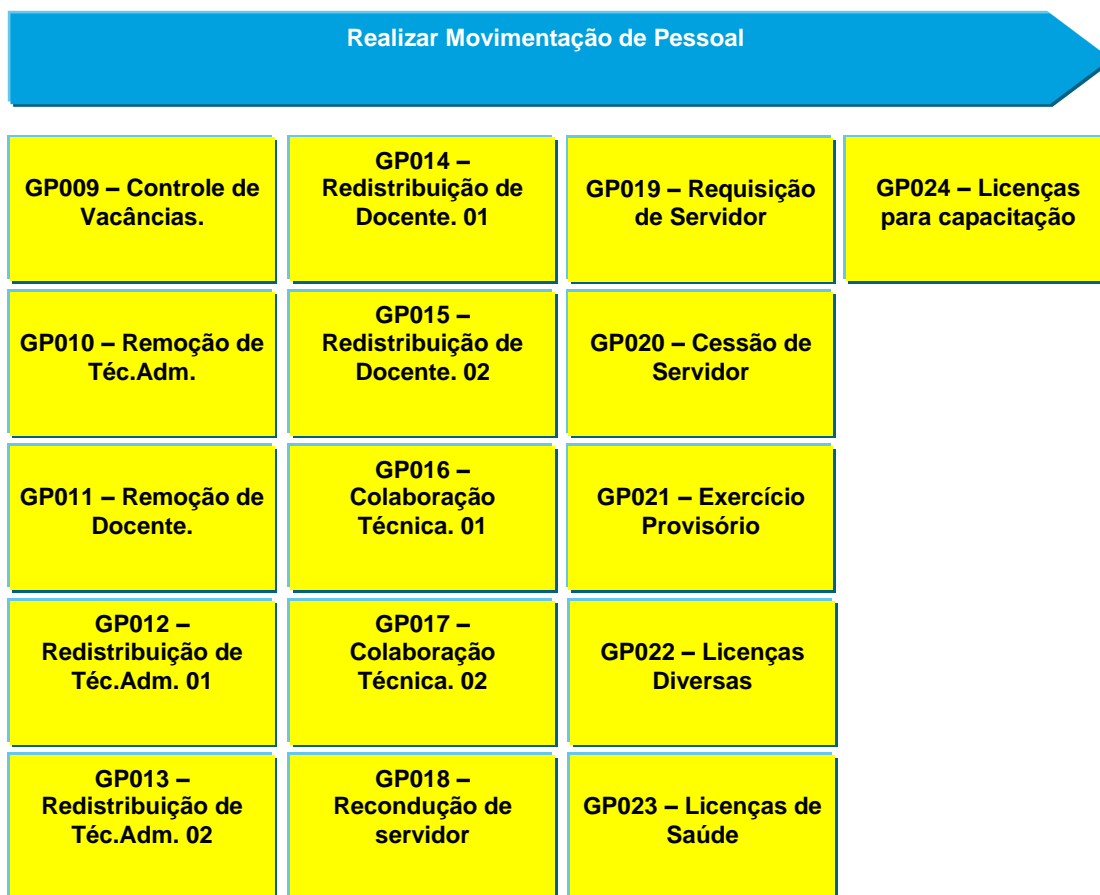 Realizar Movimentação de Pessoal
GP009 – Controle de
Vacâncias.
GP010 – Remoção de
Téc.Adm.
GP011 – Remoção de
Docente.
GP012 –
Redistribuição de
Téc.Adm. 01
GP013 –
Redistribuição de
Téc.Adm. 02
GP014 –
Redistribuição de
Docente. 01
GP015 –
Redistribuição de
Docente. 02
GP016 –
Colaboração
Técnica. 01
GP017 –
Colaboração
Técnica. 02
GP018 –
Recondução de
servidor
GP019 – Requisição
de Servidor
GP020 – Cessão de
Servidor
GP021 – Exercício
Provisório
GP022 – Licenças
Diversas
GP023 – Licenças de
Saúde
GP024 – Licenças
para capacitação